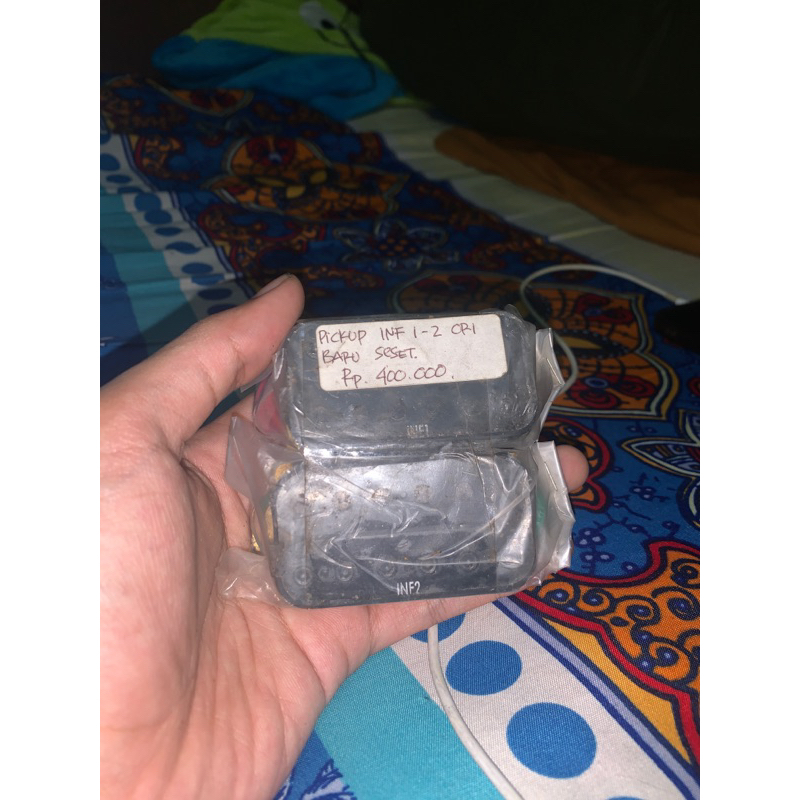 PICKUP INF 1-2 ORI
BARU SESET.
Rp. 400.000.
INF1
INF2